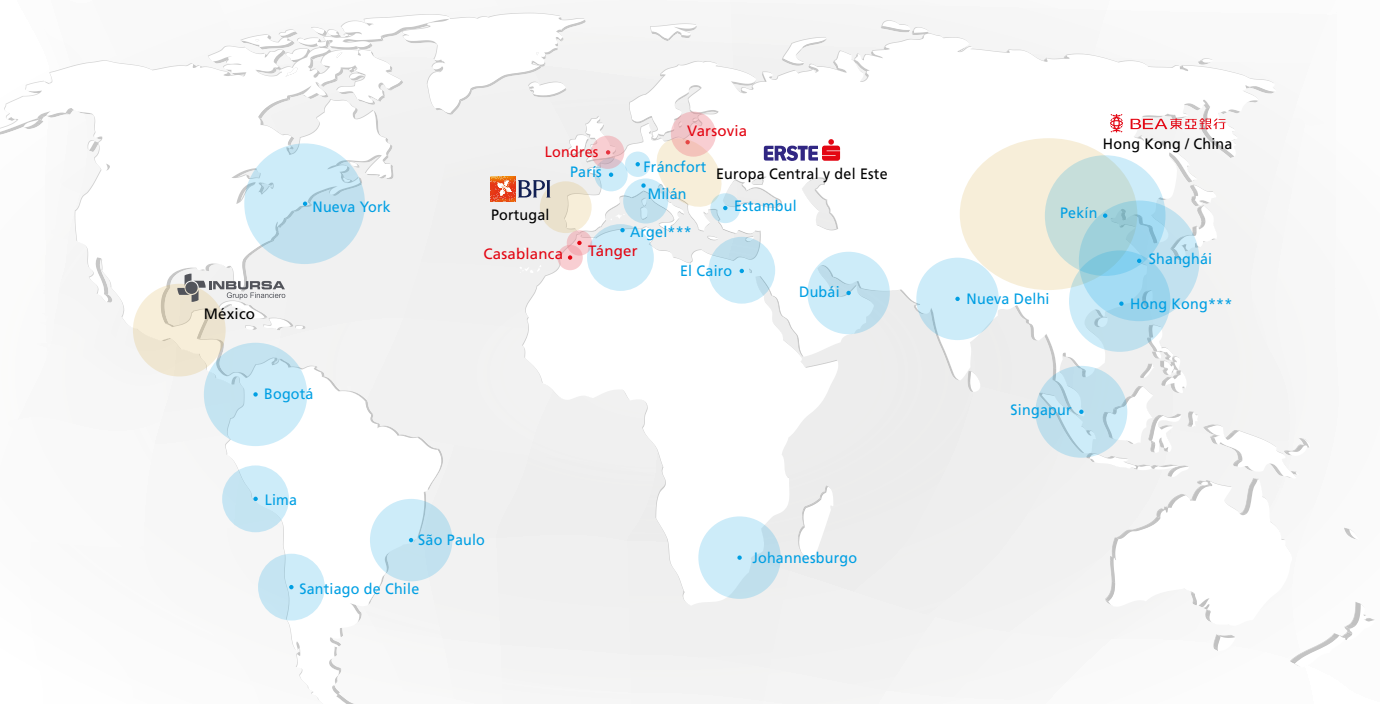 BEA東亞銀行
Hong Kong / China
Varsovia
ERSTE
Europa Central y del Este
Londres
París
Fráncfort
Milán
BPI
Portugal
Nueva York
Estambul
Pekín
Argel***
Casablanca
Tánger
El Cairo
Shanghái
INBURSA
Grupo Financiero
México
Dubái
Nueva Delhi
Hong Kong***
Bogotá
Singapur
Lima
São Paulo
Johannesburgo
Santiago de Chile